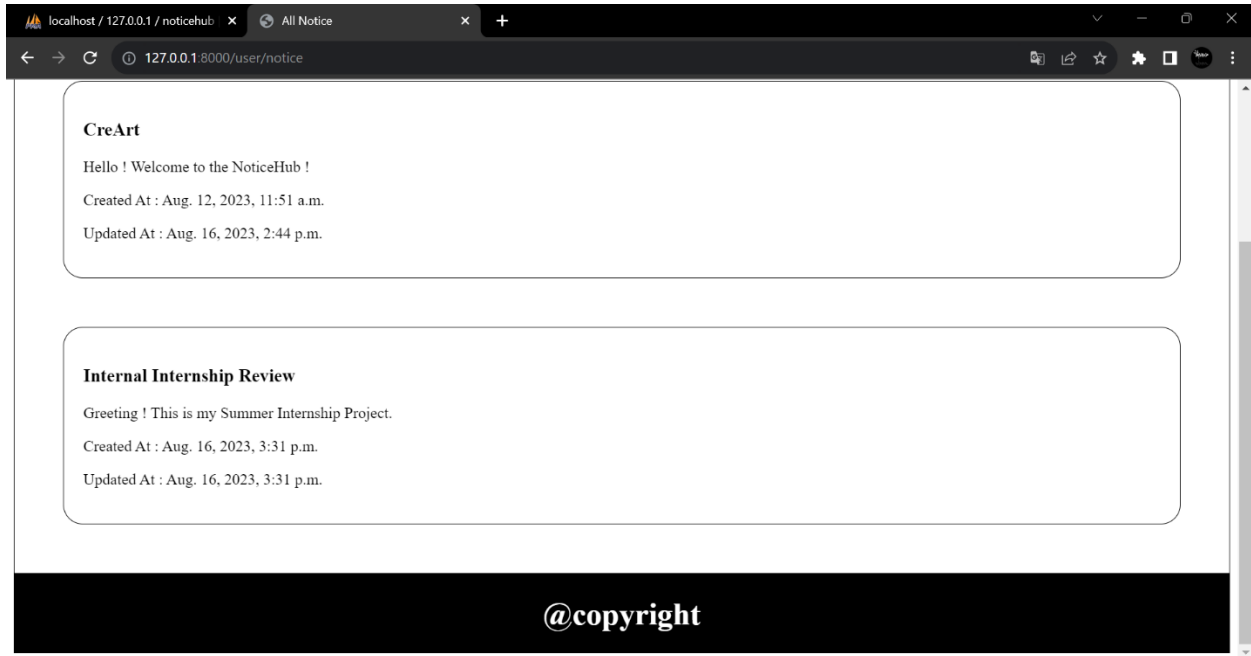 localhost / 127.0.0.1 / noticehub
All Notice
127.0.0.1:8000/user/notice
CreArt
Hello ! Welcome to the NoticeHub !
Created At : Aug. 12, 2023, 11:51 a.m.
Updated At : Aug. 16, 2023, 2:44 p.m.
Internal Internship Review
Greeting ! This is my Summer Internship Project.
Created At : Aug. 16, 2023, 3:31 p.m.
Updated At : Aug. 16, 2023, 3:31 p.m.
@copyright